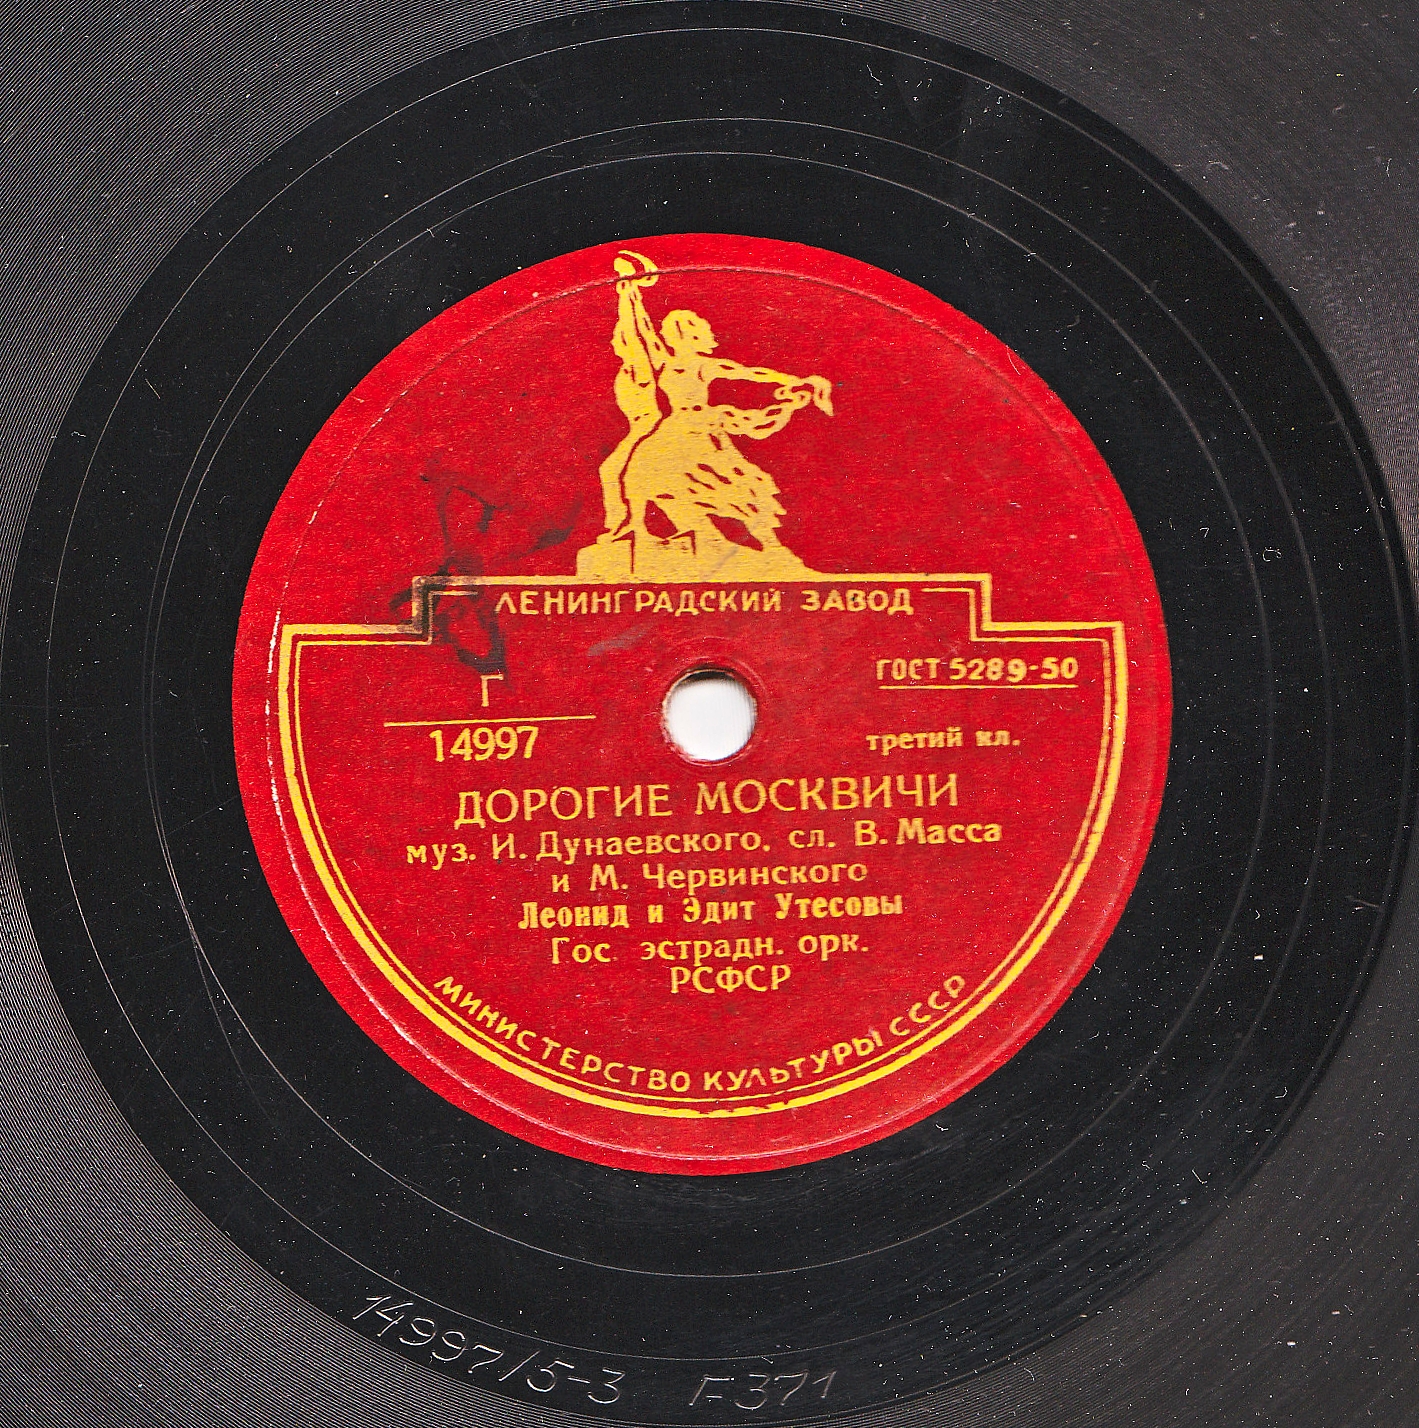 ЛЕНИНГРАДСКИЙ ЗАВОД
ГОСТ 5289-50
Г
14997
третий кл.
ДОРОГИЕ МОСКВИЧИ
муз. И. Дунаевского, сл. В. Масса
и М. Червинского
Леонид и Эдит Утесовы
Гос. эстрадн. орк.
РСФСР
МИНИСТЕРСТВО КУЛЬТУРЫ СССР
14997/5-3 F371